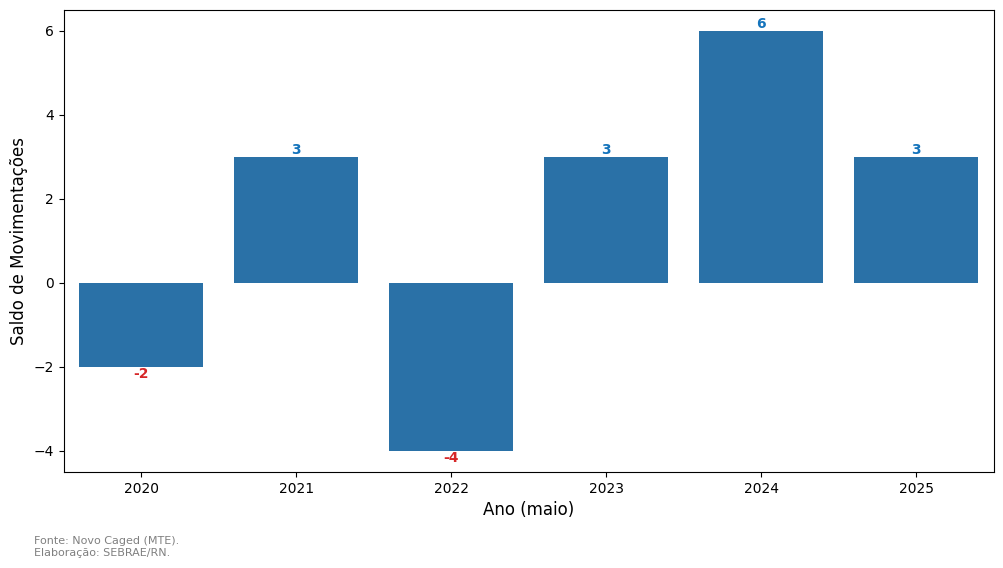 Saldo de Movimentações
6
4
2
0
−2
−4
-2
3
-4
3
6
3
2020 2021 2022 2023 2024 2025
Ano (maio)
Fonte: Novo Caged (MTE).
Elaboração: SEBRAE/RN.